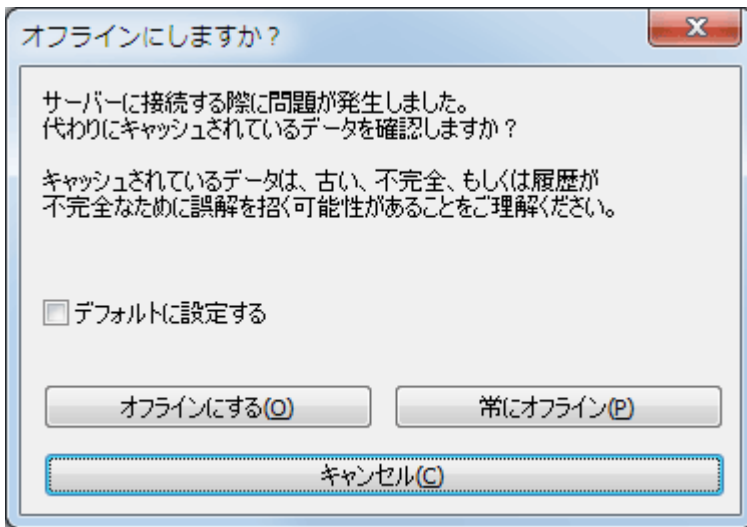 オフラインにしますか？
サーバーに接続する際に問題が発生しました。
代わりにキャッシュされているデータを確認しますか？
キャッシュされているデータは、古い、不完全、もしくは履歴が
不完全なために誤解を招く可能性があることをご理解ください。
デフォルトに設定する
オフラインにする(O)
常にオフライン(P)
キャンセル(C)